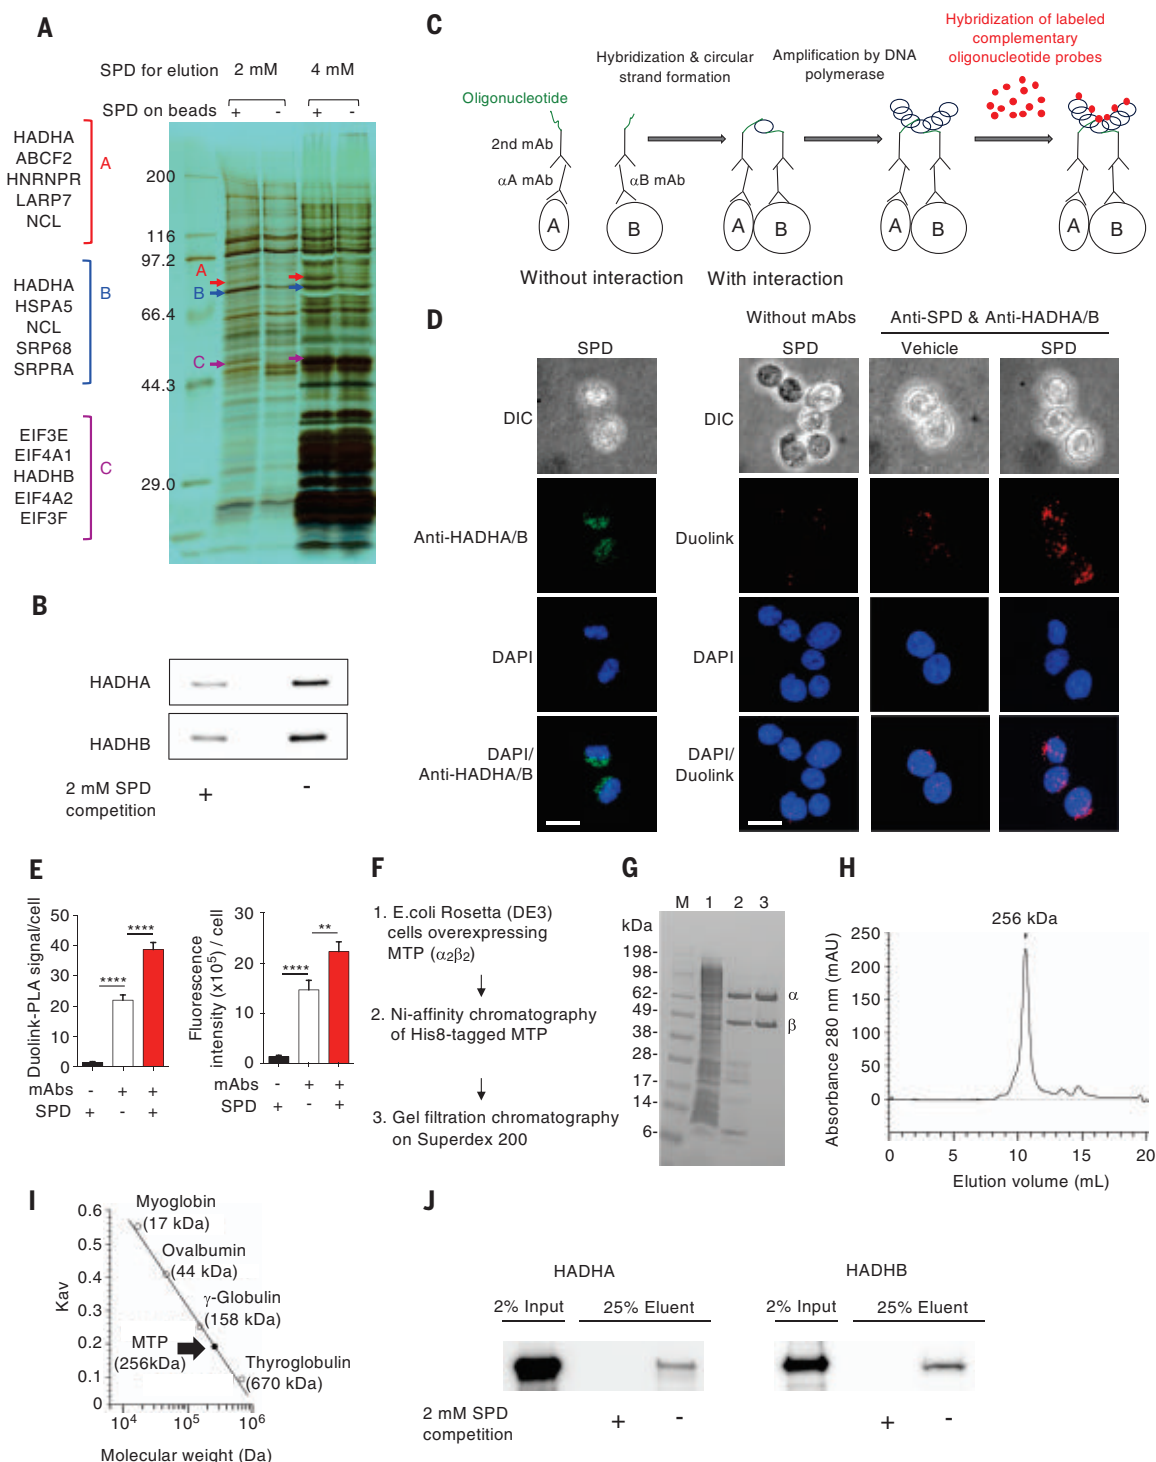 A
SPD for elution 2 mM 4 mM
SPD on beads + - + -
HADHA
ABCF2
HNRNPR
LARP7
NCL
A
HADHA
HSPA5
NCL
SRP68
SRPRA
B
EIF3E
EIF4A1
HADHB
EIF4A2
EIF3F
C
200
116
97.2
66.4
44.3
29.0
A
B
C
B
HADHA
HADHB
2 mM SPD
competition
+ -
C
Oligonucleotide
2nd mAb
αA mAb
αB mAb
A
B
Without interaction
Hybridization & circular
strand formation
A B
With interaction
Amplification by DNA
polymerase
A B
Hybridization of labeled
complementary
oligonucleotide probes
A B
D
SPD
DIC
Anti-HADHA/B
DAPI
DAPI/
Anti-HADHA/B
Without mAbs
SPD
Anti-SPD & Anti-HADHA/B
Vehicle SPD
DIC
Duolink
DAPI
DAPI/
Duolink
E
Duolink-PLA signal/cell
50
40
30
20
10
0
****
****
mAbs - + +
SPD + - +
Fluorescence
intensity (x10⁵) / cell
30
20
10
0
****
**
mAbs - + +
SPD + - +
F
1. E.coli Rosetta (DE3)
cells overexpressing
MTP (α₂β₂)
2. Ni-affinity chromatography
of His8-tagged MTP
3. Gel filtration chromatography
on Superdex 200
G
M 1 2 3
kDa
198-
98-
62-
49-
38-
28-
17-
14-
6-
α
β
H
256 kDa
Absorbance 280 nm (mAU)
250
200
150
100
50
0
0 5 10 15 20
Elution volume (mL)
I
Kav
0.6
0.5
0.4
0.3
0.2
0.1
0
Myoglobin
(17 kDa)
Ovalbumin
(44 kDa)
γ-Globulin
(158 kDa)
MTP
(256kDa)
Thyroglobulin
(670 kDa)
10⁴ 10⁵ 10⁶
Molecular weight (Da)
J
HADHA
2% Input 25% Eluent
HADHB
2% Input 25% Eluent
2 mM SPD
competition
+ -
+ -